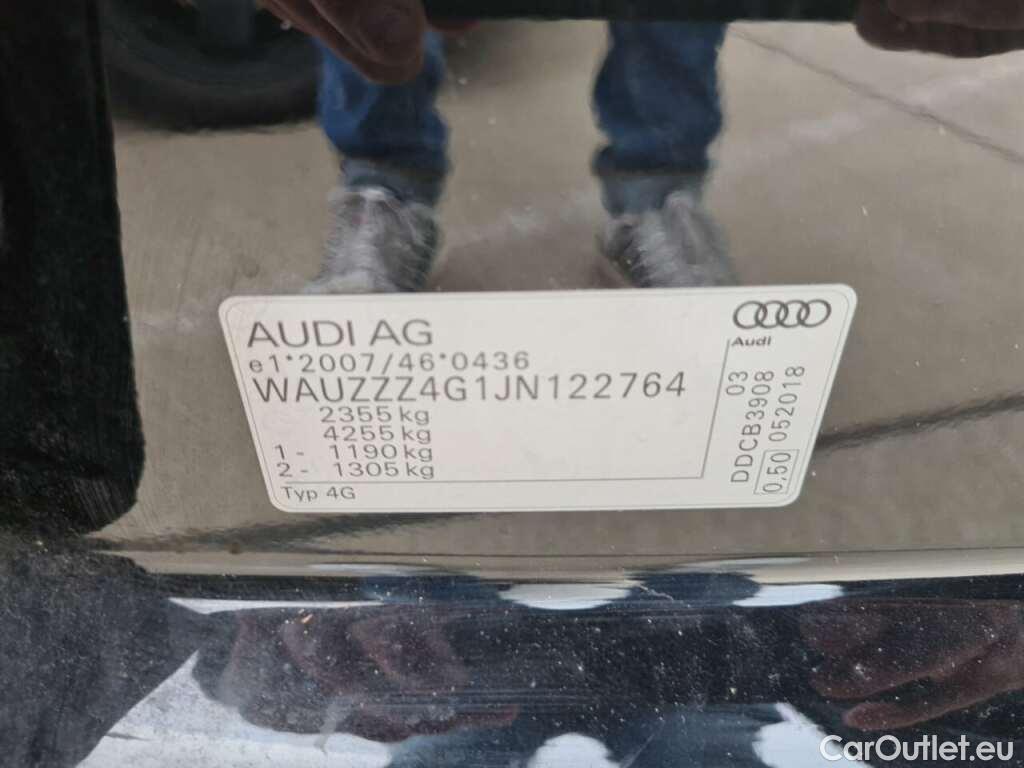 AUDI AG
e1*2007/46*0436
WAUZZZ4G1JN122764
2355 kg
4255 kg
1 - 1190 kg
2 - 1305 kg
Typ 4G
Audi
03
DDCB3908
0,50 052018
CarOutlet.eu